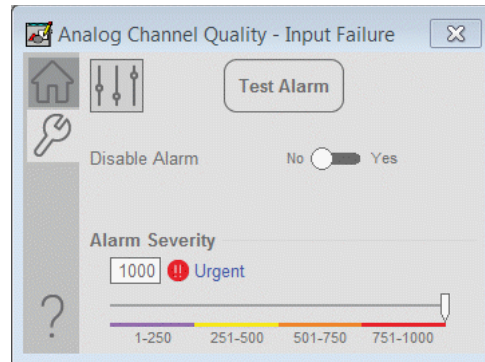 Analog Channel Quality - Input Failure
Test Alarm
Disable Alarm No Yes
Alarm Severity
1000 !! Urgent
1-250 251-500 501-750 751-1000
?